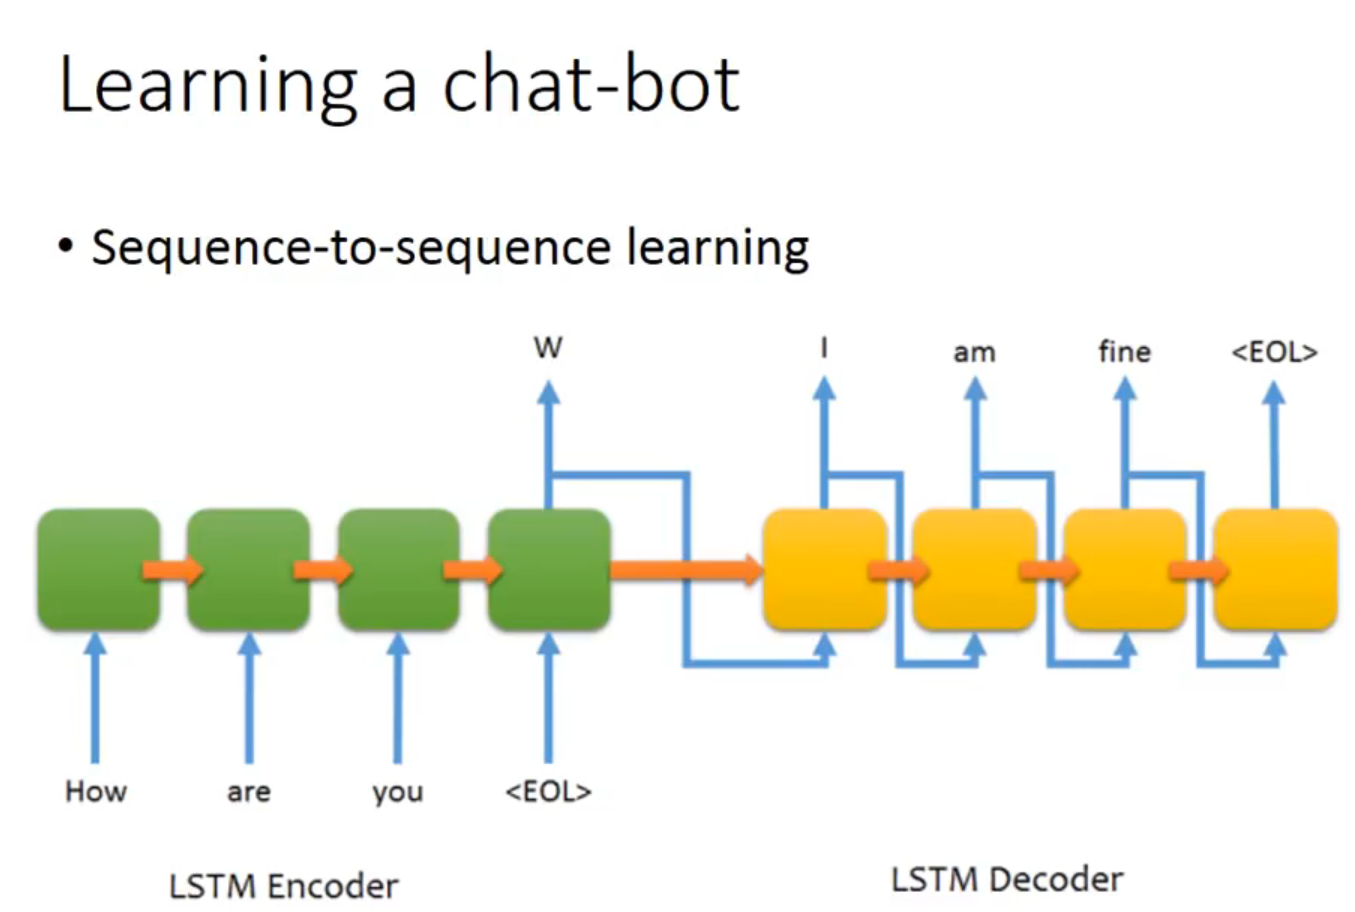 Learning a chat-bot
• Sequence-to-sequence learning
W I am fine <EOL>
How are you <EOL>
LSTM Encoder LSTM Decoder